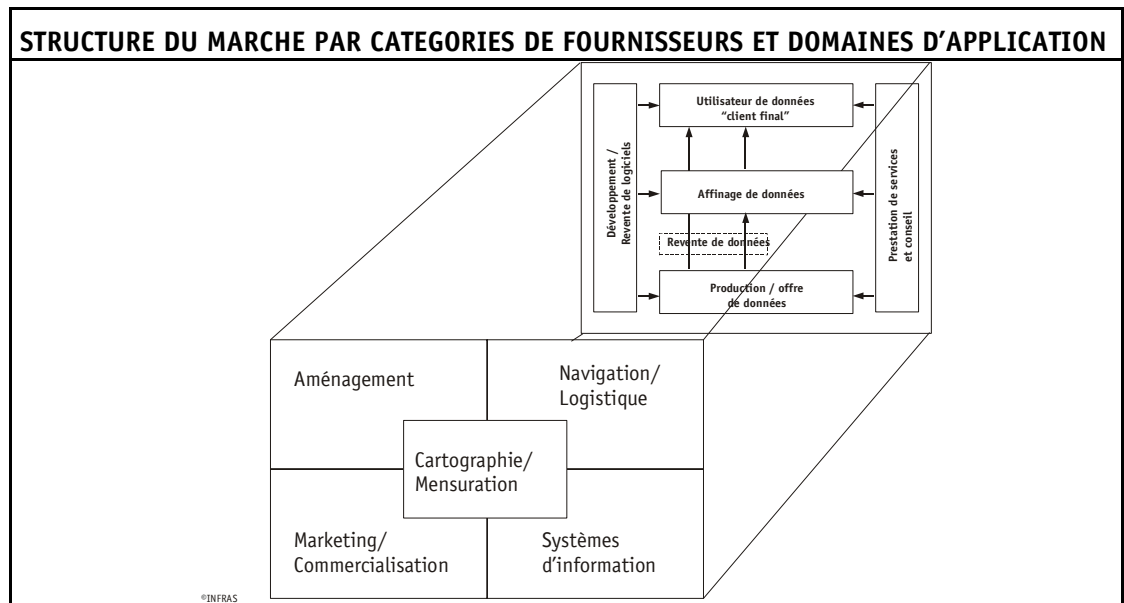 STRUCTURE DU MARCHE PAR CATEGORIES DE FOURNISSEURS ET DOMAINES D'APPLICATION
Utilisateur de données
"client final"
Développement /
Revente de logiciels
Affinage de données
Prestation de services
et conseil
Revente de données
Production / offre
de données
Aménagement
Navigation/
Logistique
Cartographie/
Mensuration
Marketing/
Commercialisation
Systèmes
d'information
©INFRAS